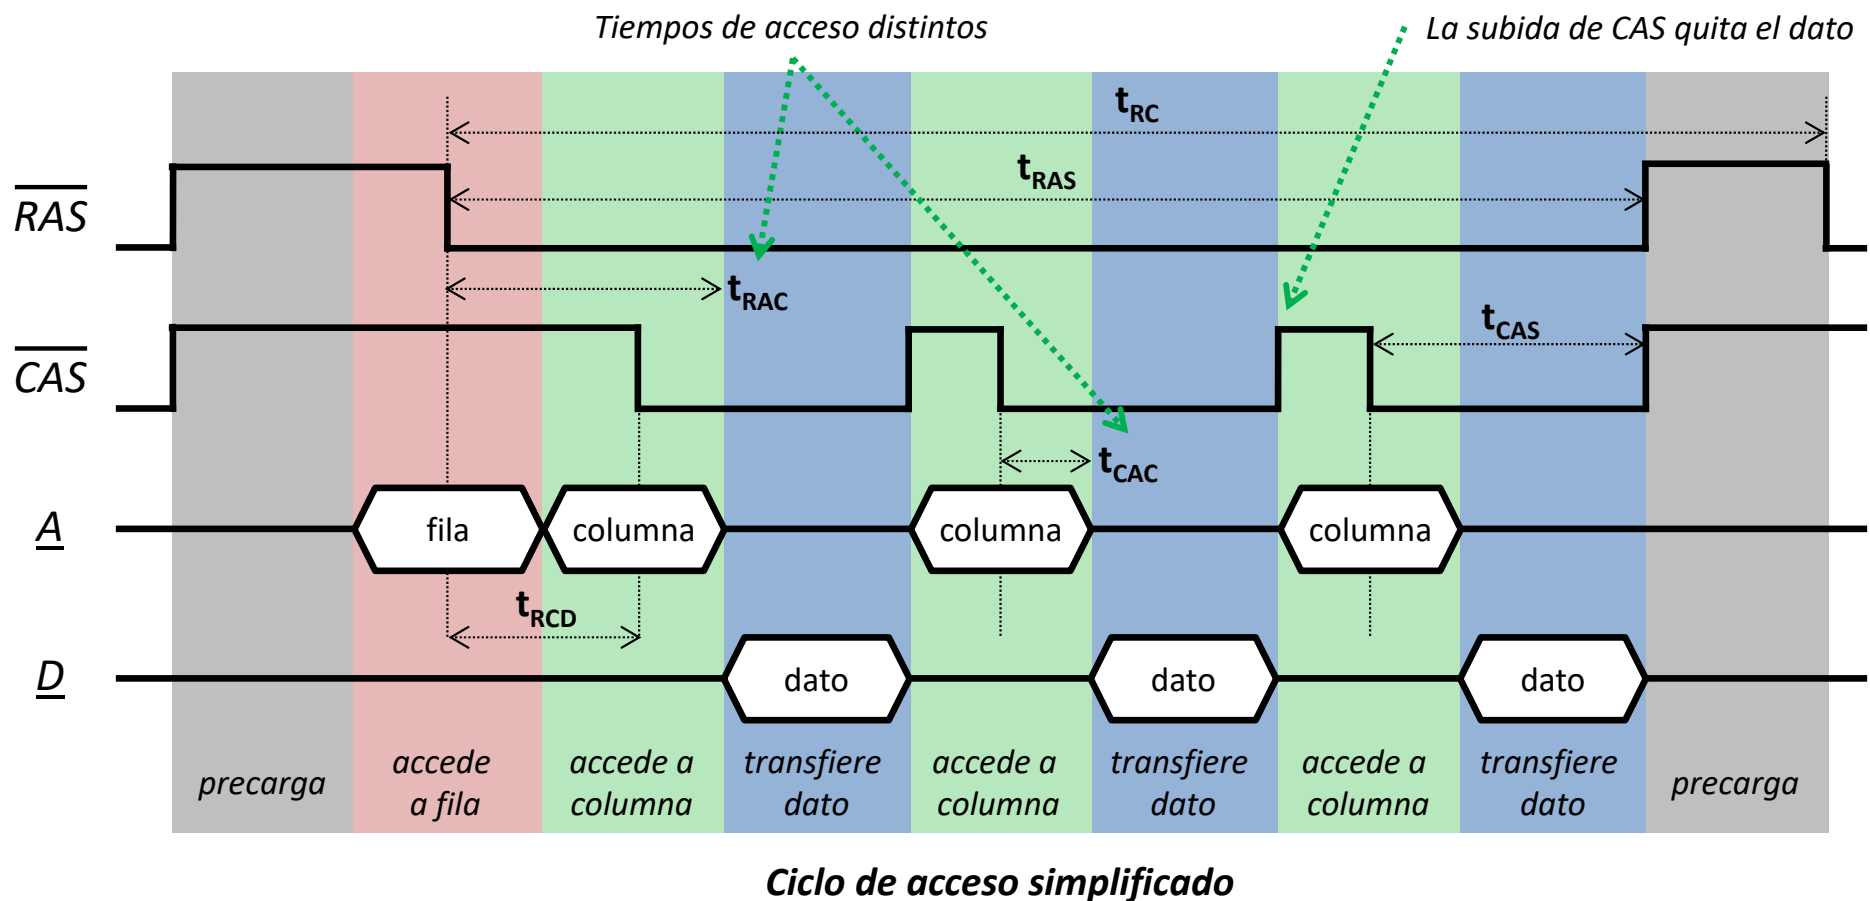 Tiempos de acceso distintos
La subida de CAS quita el dato
tRC
tRAS
RAS
tRAC
tCAS
CAS
tCAC
A
fila
columna
columna
columna
tRCD
D
dato
dato
dato
precarga
accede
a fila
accede a
columna
transfiere
dato
accede a
columna
transfiere
dato
accede a
columna
transfiere
dato
precarga
Ciclo de acceso simplificado